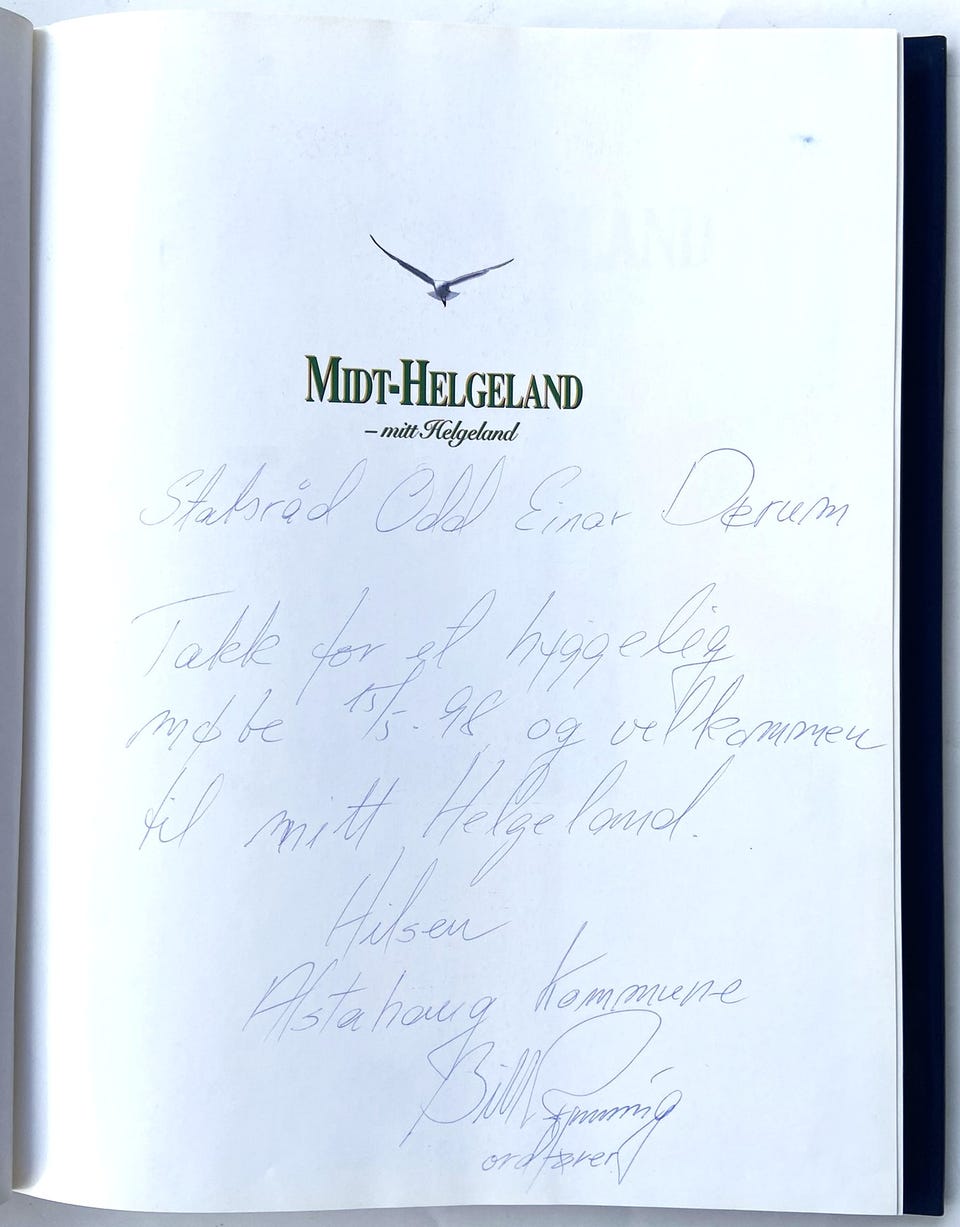 MIDT-HELGELAND
– mitt Helgeland
Statsråd Odd Einar Dørum
Takk for et hyggelig
møte 15/5-98 og velkommen
til mitt Helgeland.
Hilsen
Alstahaug Kommune
Bill
ordfører